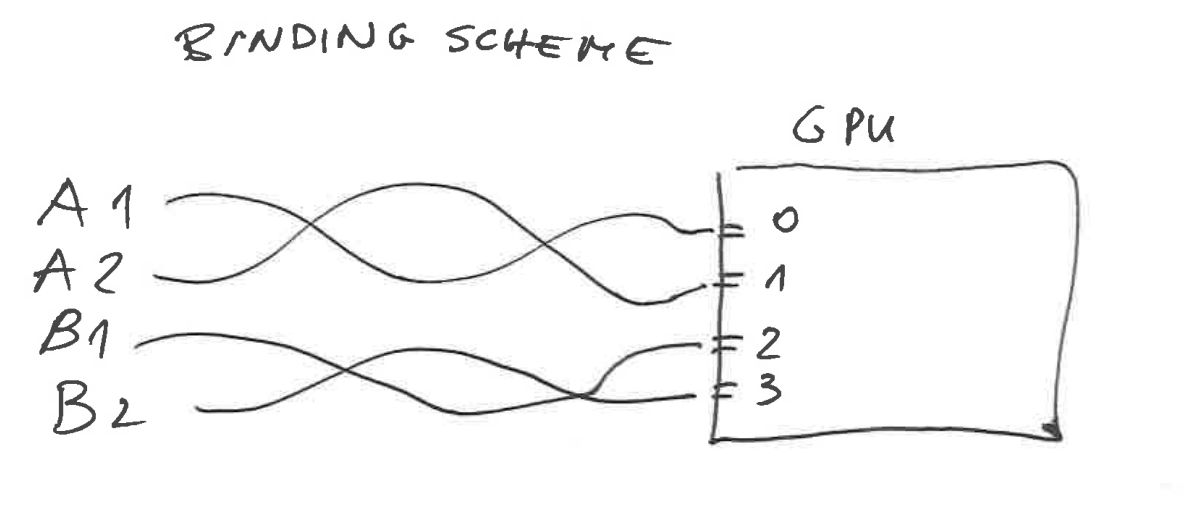 BINDING SCHEME
GPU
A1
A2
B1
B2
0
1
2
3